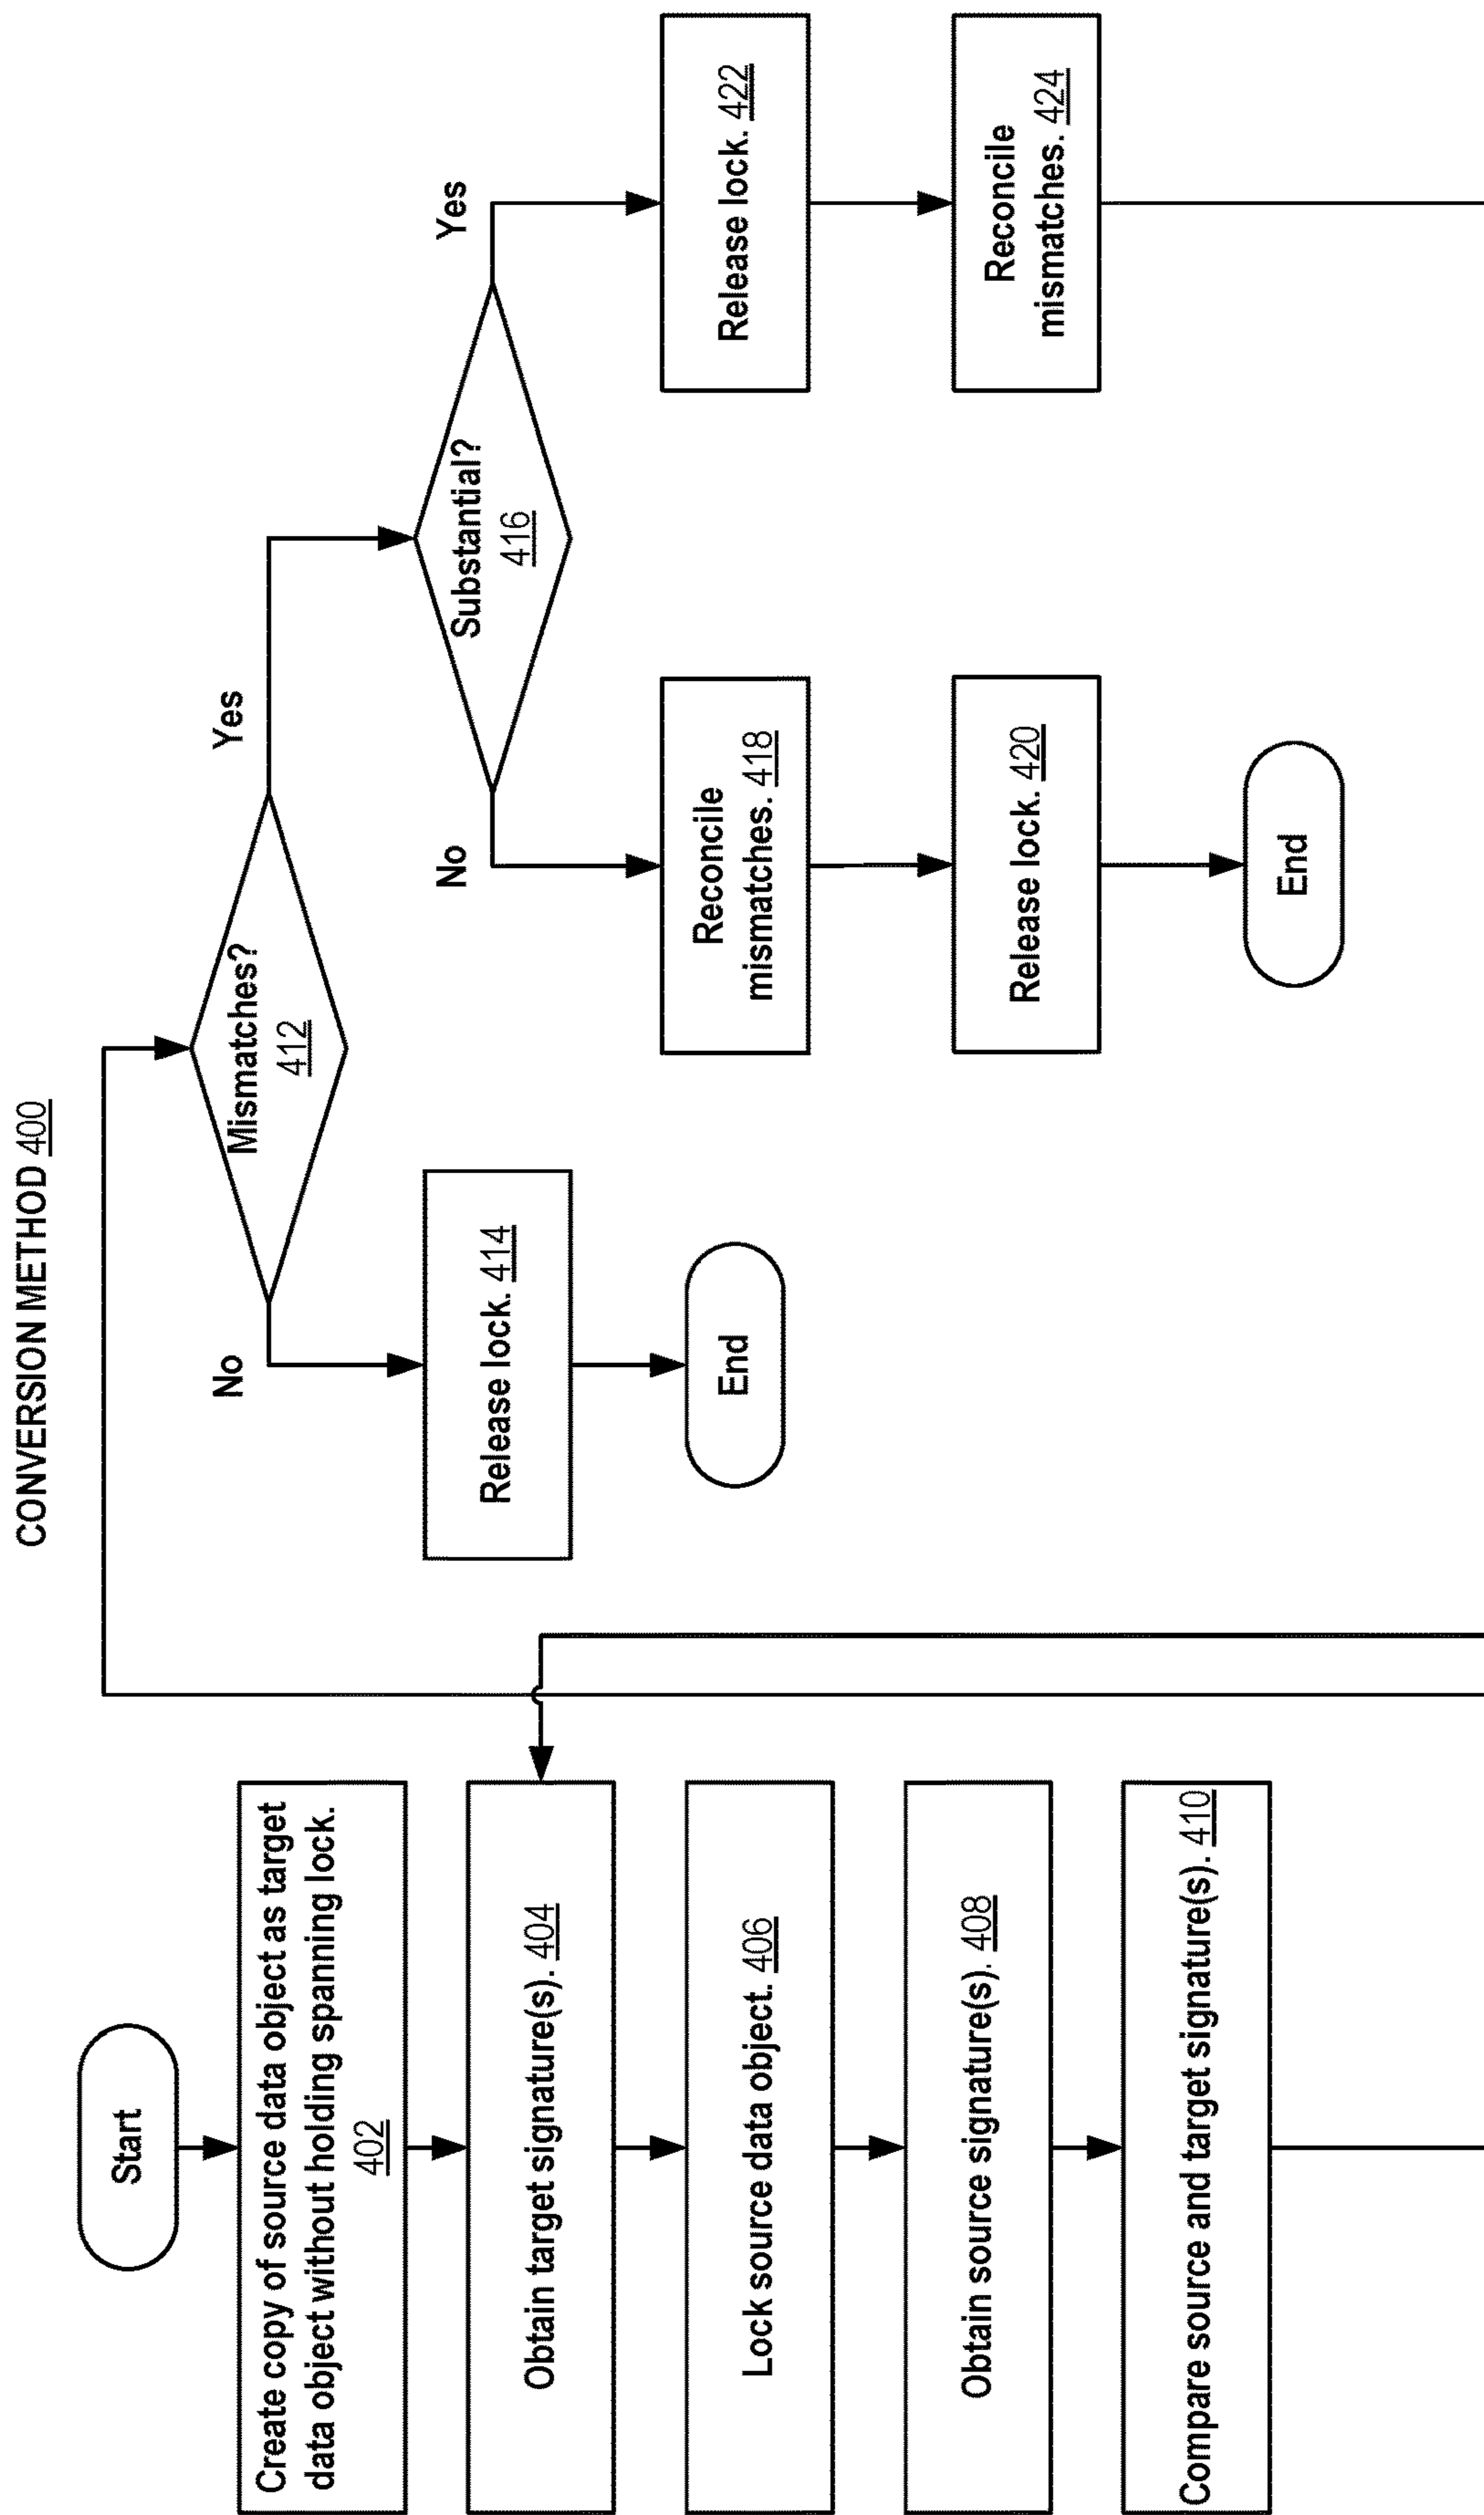 CONVERSION METHOD 400
Start
Create copy of source data object as target
data object without holding spanning lock.
402
Obtain target signature(s). 404
Lock source data object. 406
Obtain source signature(s). 408
Compare source and target signature(s). 410
Mismatches?
412
No
Yes
Release lock. 414
End
Substantial?
416
No
Yes
Reconcile
mismatches. 418
Release lock. 420
End
Release lock. 422
Reconcile
mismatches. 424